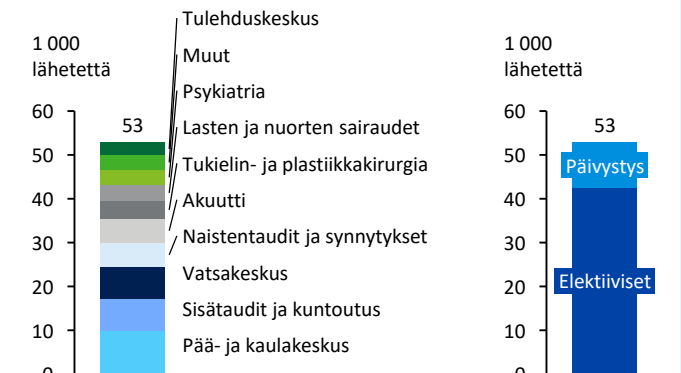 1 000
lähetettä
60
50
40
30
20
10
0
53
Tulehduskeskus
Muut
Psykiatria
Lasten ja nuorten sairaudet
Tukielin- ja plastiikkakirurgia
Akuutti
Naistentaudit ja synnytykset
Vatsakeskus
Sisätaudit ja kuntoutus
Pää- ja kaulakeskus
1 000
lähetettä
60
50
40
30
20
10
0
53
Päivystys
Elektiiviset